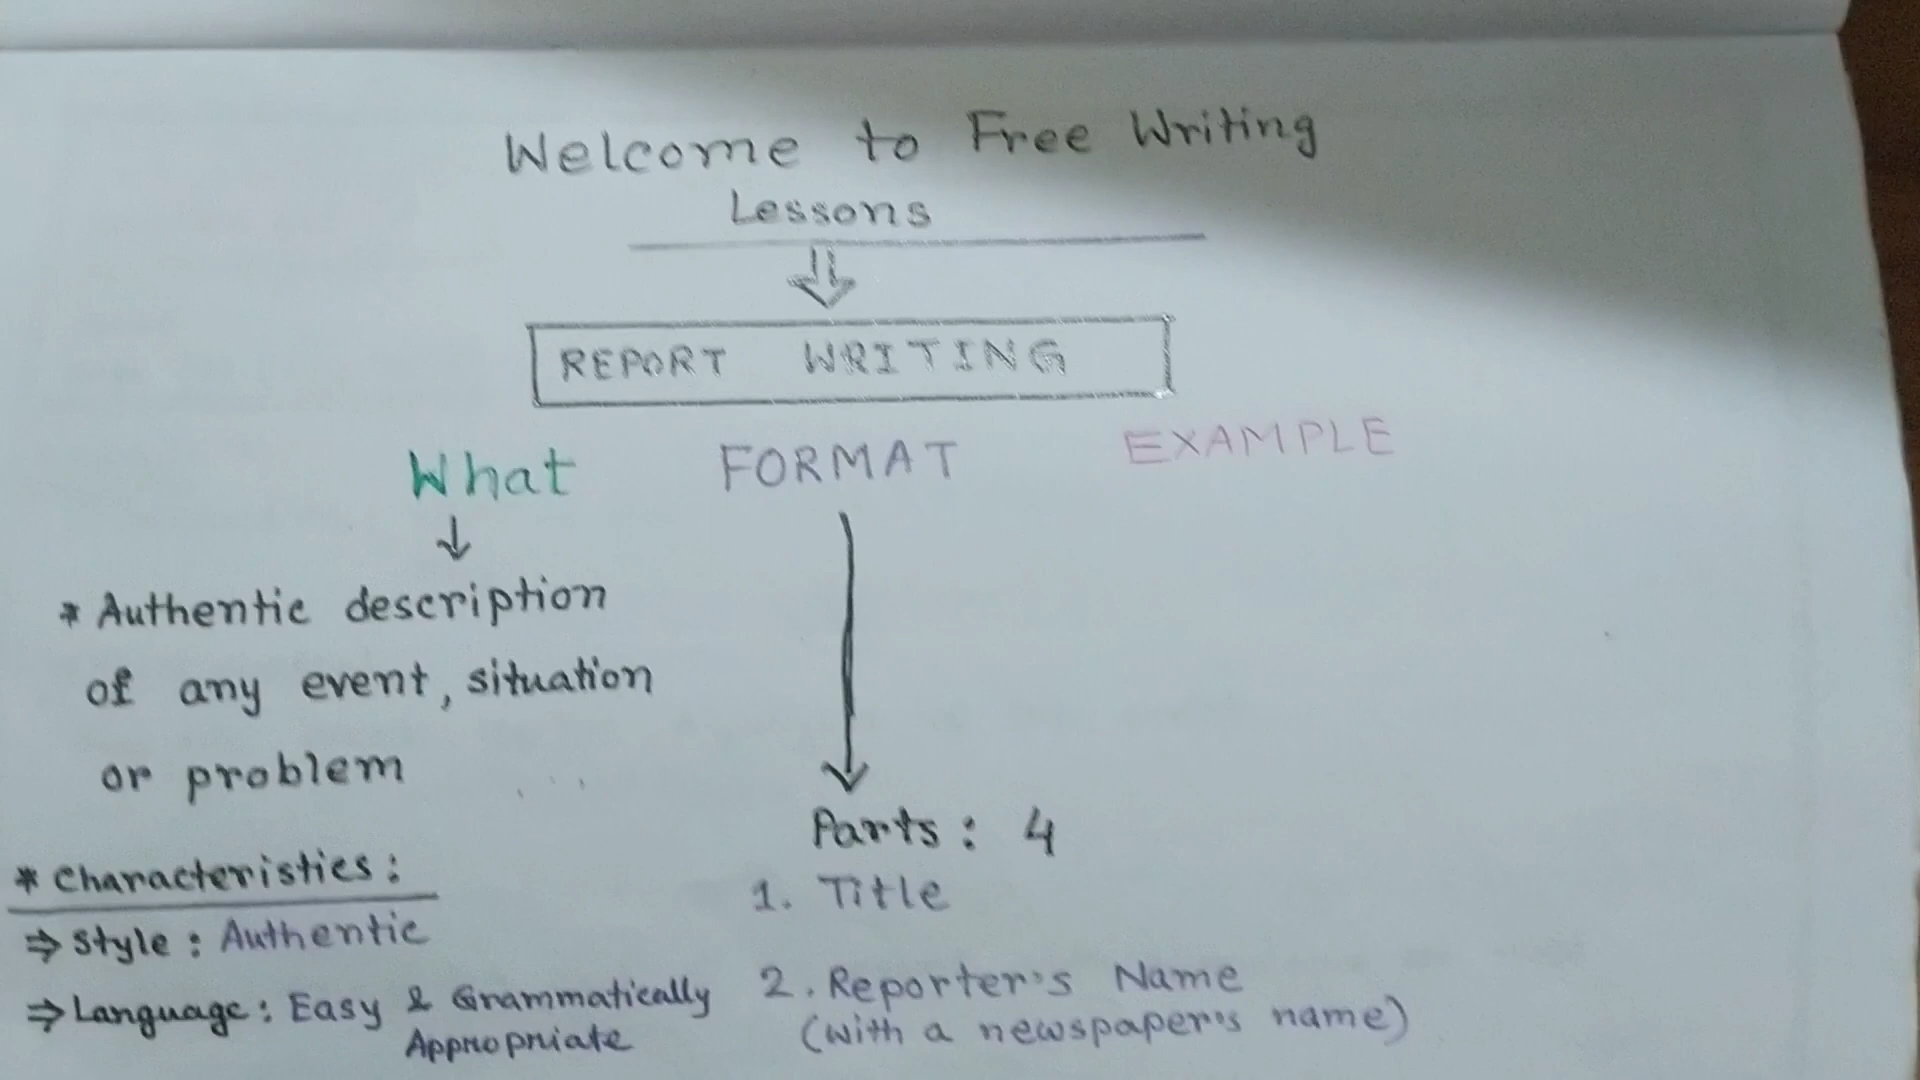 Welcome to Free Writing
Lessons
REPORT WRITING
What FORMAT EXAMPLE
* Authentic description
of any event, situation
or problem
* Characteristics:
⇒ Style: Authentic
⇒ Language: Easy & Grammatically
Appropriate
Parts: 4
1. Title
2. Reporter's Name
(with a newspaper's name)